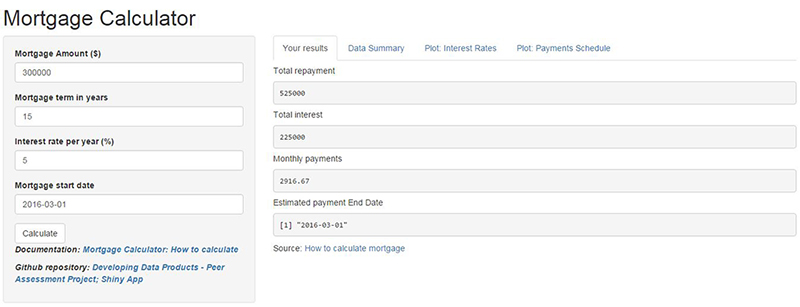 Mortgage Calculator
Mortgage Amount ($)
300000
Mortgage term in years
15
Interest rate per year (%)
5
Mortgage start date
2016-03-01
Calculate
Documentation: Mortgage Calculator: How to calculate
Github repository: Developing Data Products - Peer
Assessment Project; Shiny App
Your results Data Summary Plot: Interest Rates Plot: Payments Schedule
Total repayment
525000
Total interest
225000
Monthly payments
2916.67
Estimated payment End Date
[1] "2016-03-01"
Source: How to calculate mortgage